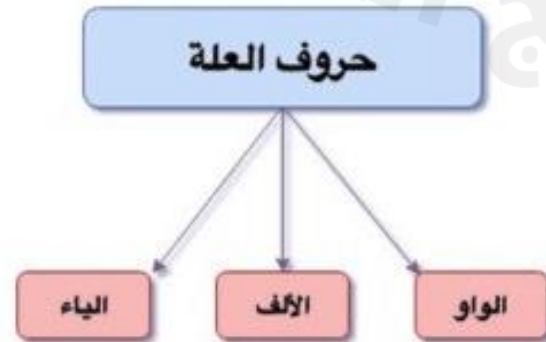 حروف العلة
الواو
الألف
الياء